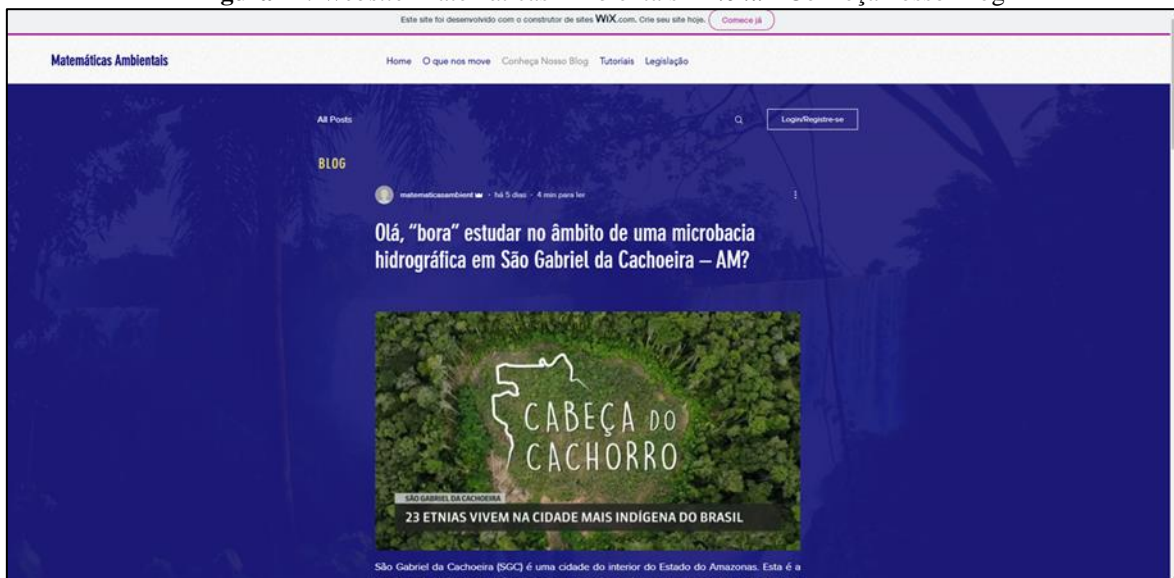 Este site foi desenvolvido com o construtor de sites WiX.com. Crie seu site hoje. Comece já
Matemáticas Ambientais
Home O que nos move Conheça Nosso Blog Tutoriais Legislação
All Posts
Login/Registre-se
BLOG
matematicasambient · há 5 dias · 4 min para ler
Olá, “bora” estudar no âmbito de uma microbacia
hidrográfica em São Gabriel da Cachoeira – AM?
CABEÇA DO
CACHORRO
SÃO GABRIEL DA CACHOEIRA
23 ETNIAS VIVEM NA CIDADE MAIS INDÍGENA DO BRASIL
São Gabriel da Cachoeira (SGC) é uma cidade do interior do Estado do Amazonas. Esta é a